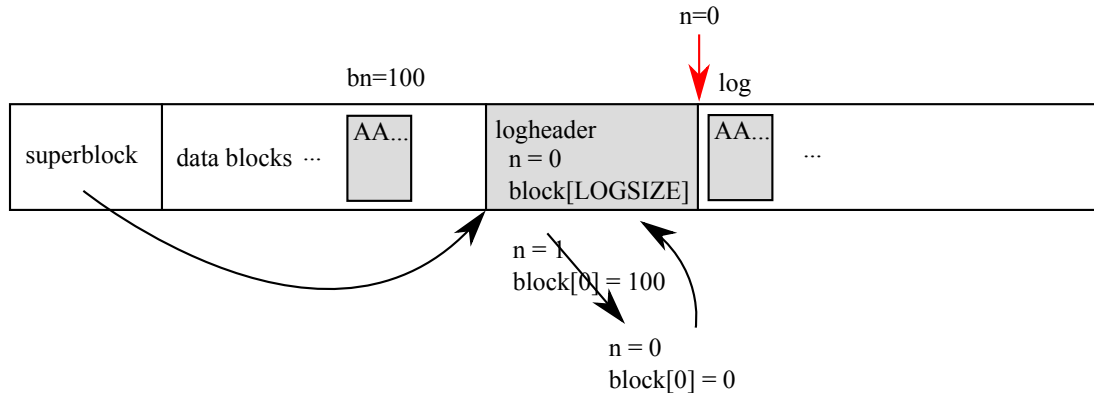 n=0
bn=100
log
superblock
data blocks ...
AA...
logheader
n = 0
block[LOGSIZE]
AA...
...
n = 1
block[0] = 100
n = 0
block[0] = 0